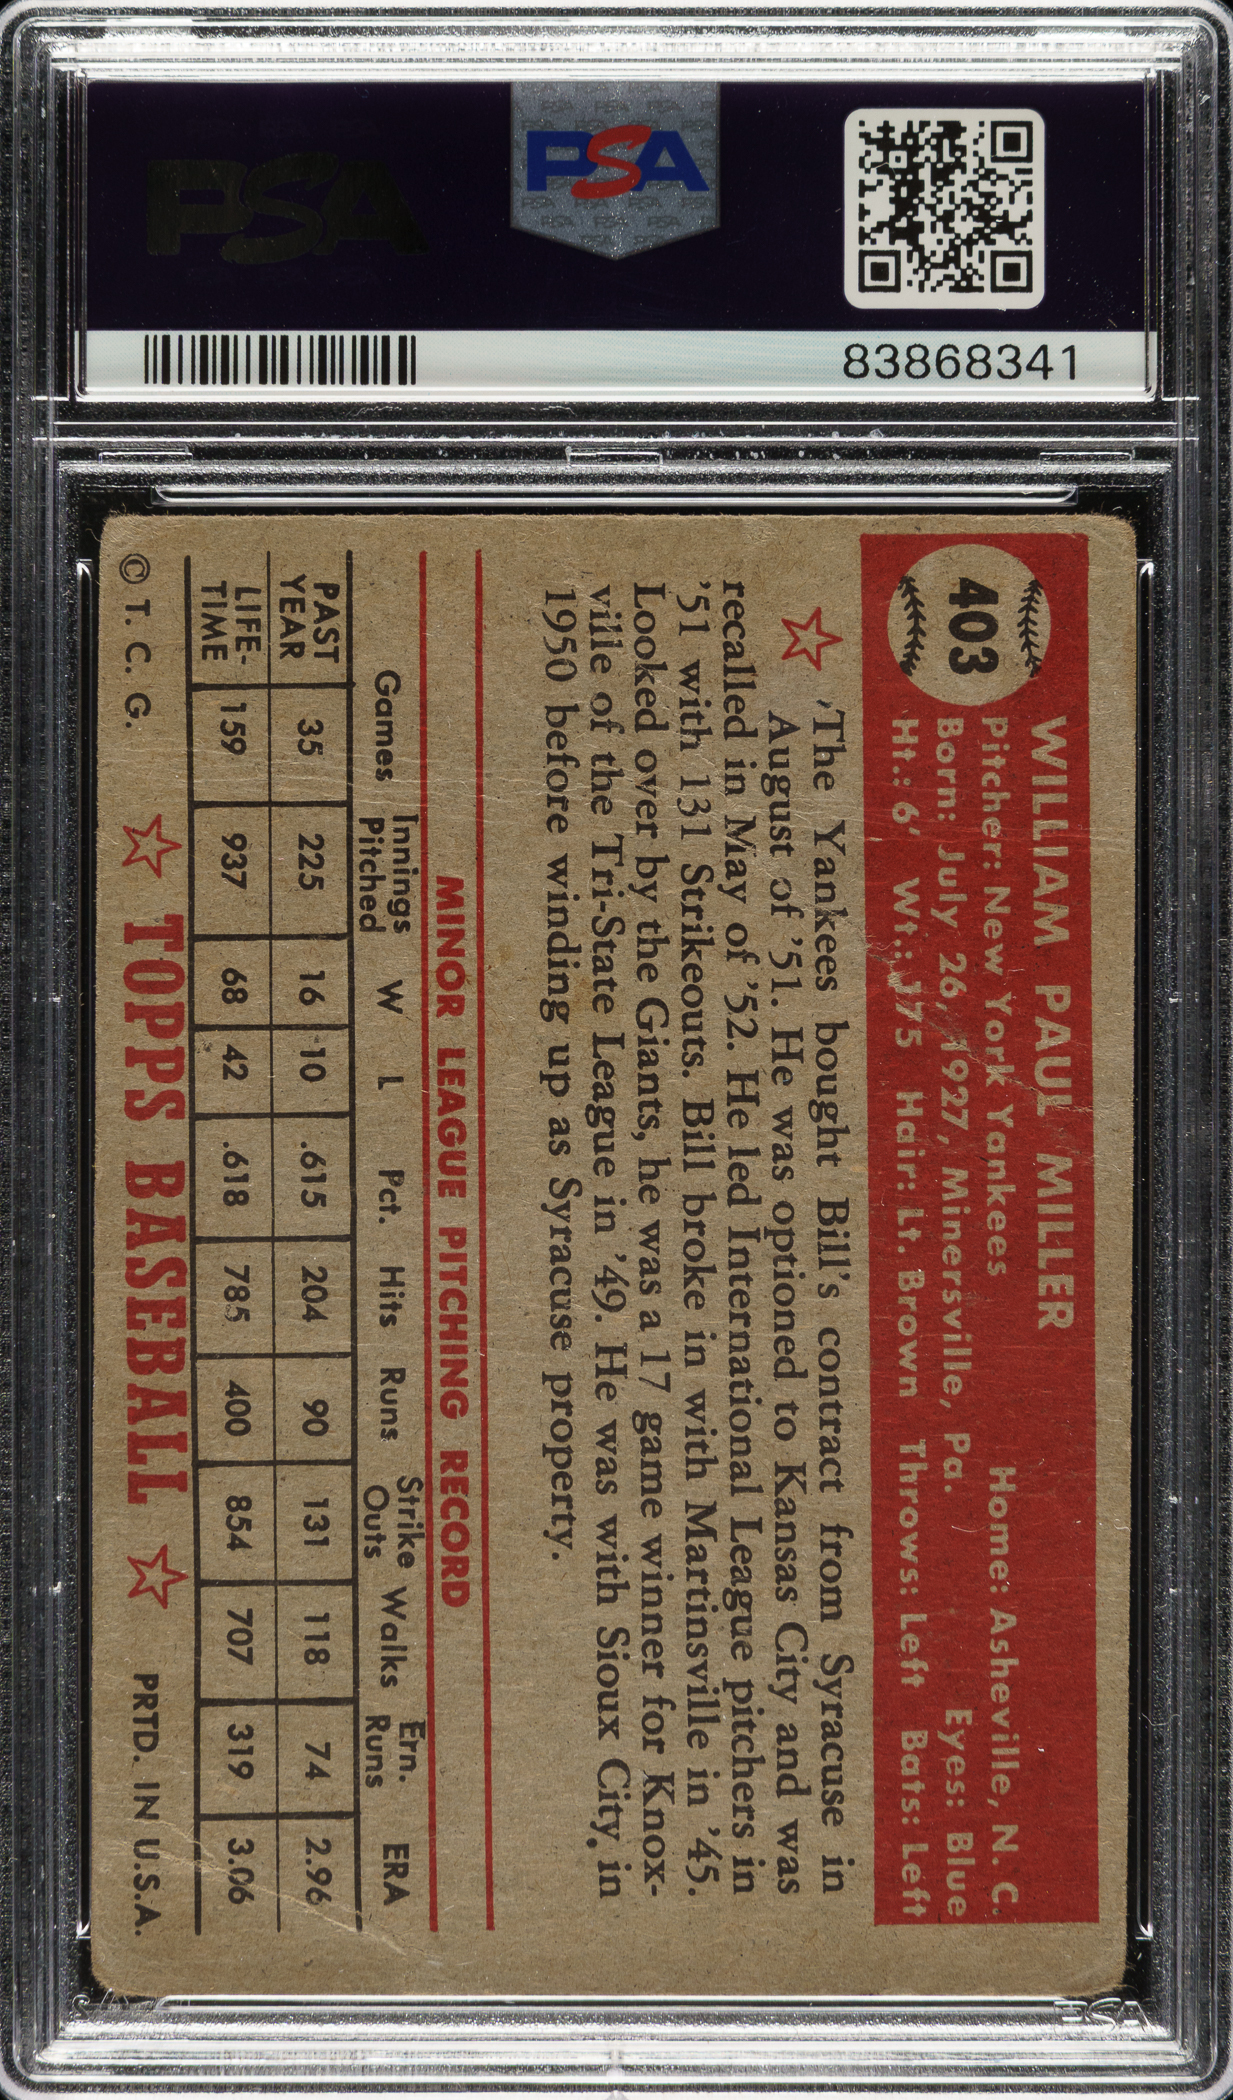 PSA
PSA
83868341
403
WILLIAM PAUL MILLER
Pitcher: New York Yankees Home: Asheville, N. C.
Born: July 26, 1927, Minersville, Pa. Eyes: Blue
Ht.: 6' Wt.: 175 Hair: Lt. Brown Throws: Left Bats: Left
The Yankees bought Bill's contract from Syracuse in
August of '51. He was optioned to Kansas City and was
recalled in May of '52. He led International League pitchers in
'51 with 131 Strikeouts. Bill broke in with Martinsville in '45.
Looked over by the Giants, he was a 17 game winner for Knox-
ville of the Tri-State League in '49. He was with Sioux City in
1950 before winding up as Syracuse property.
MINOR LEAGUE PITCHING RECORD
Games Innings Pitched W L Pct. Hits Runs Strike Outs Walks Ern. Runs ERA
PAST YEAR 35 225 16 10 .615 204 90 131 118 74 2.96
LIFE-TIME 159 937 68 42 .618 785 400 854 707 319 3.06
© T. C. G. ☆ TOPPS BASEBALL ☆ PRTD. IN U.S.A.
PSA